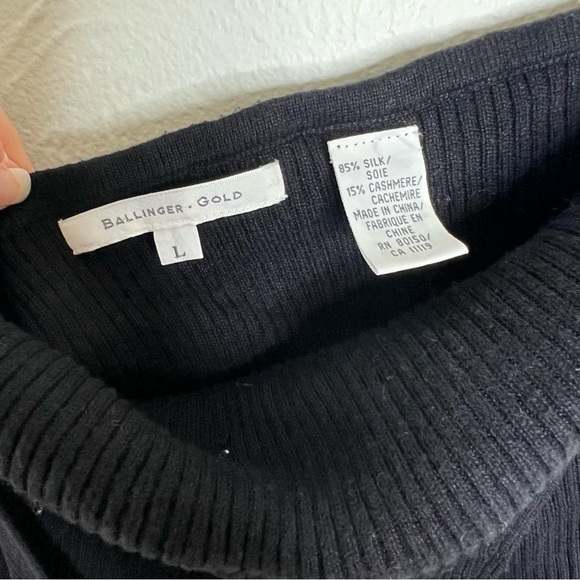 BALLINGER · GOLD
L
85% SILK/
SOIE
15% CASHMERE/
CACHEMIRE
MADE IN CHINA/
FABRIQUE EN
CHINE
RN 80150/
CA 11119